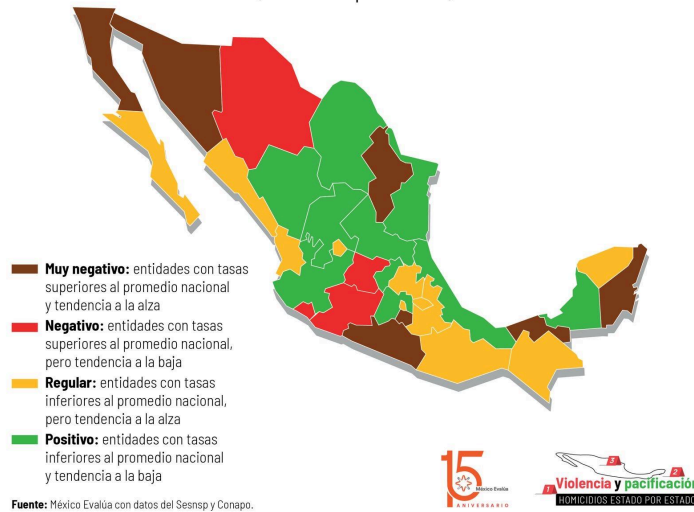 Muy negativo: entidades con tasas
superiores al promedio nacional
y tendencia a la alza
Negativo: entidades con tasas
superiores al promedio nacional,
pero tendencia a la baja
Regular: entidades con tasas
inferiores al promedio nacional,
pero tendencia a la alza
Positivo: entidades con tasas
inferiores al promedio nacional
y tendencia a la baja
Fuente: México Evalúa con datos del Sesnsp y Conapo.
15
México Evalúa
ANIVERSARIO
3
2
1
Violencia y pacificación
HOMICIDIOS ESTADO POR ESTADO